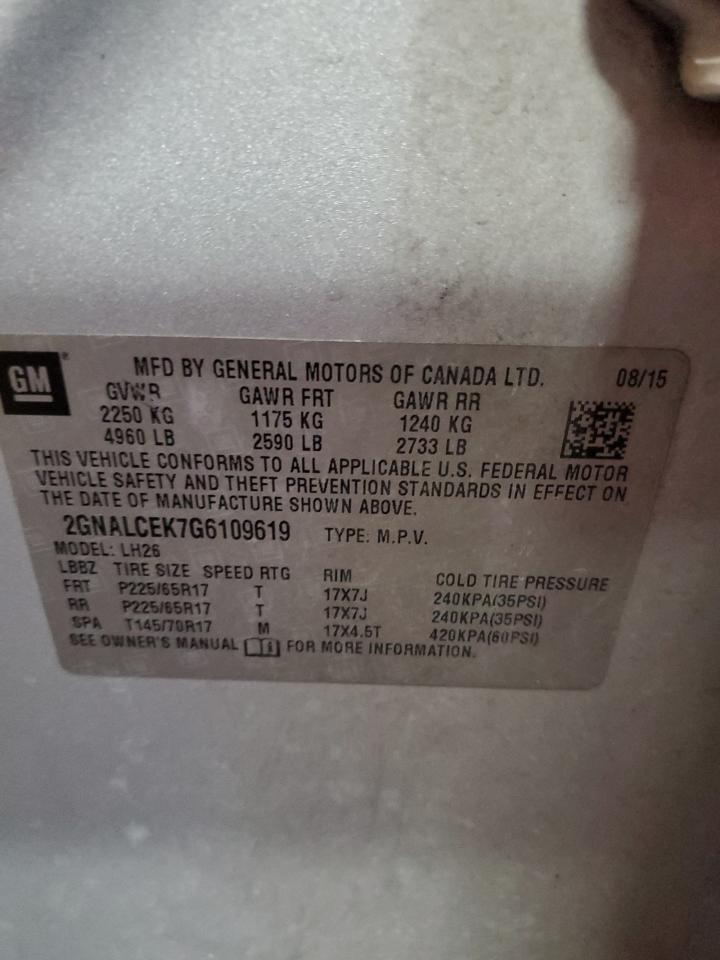 GM
MFD BY GENERAL MOTORS OF CANADA LTD. 08/15
GVWR GAWR FRT GAWR RR
2250 KG 1175 KG 1240 KG
4960 LB 2590 LB 2733 LB
THIS VEHICLE CONFORMS TO ALL APPLICABLE U.S. FEDERAL MOTOR
VEHICLE SAFETY AND THEFT PREVENTION STANDARDS IN EFFECT ON
THE DATE OF MANUFACTURE SHOWN ABOVE.
2GNALCEK7G6109619 TYPE: M.P.V.
MODEL: LH26
LBBZ TIRE SIZE SPEED RTG RIM COLD TIRE PRESSURE
FRT P225/65R17 T 17X7J 240KPA(35PSI)
RR P225/65R17 T 17X7J 240KPA(35PSI)
SPA T145/70R17 M 17X4.5T 420KPA(60PSI)
SEE OWNER'S MANUAL FOR MORE INFORMATION.